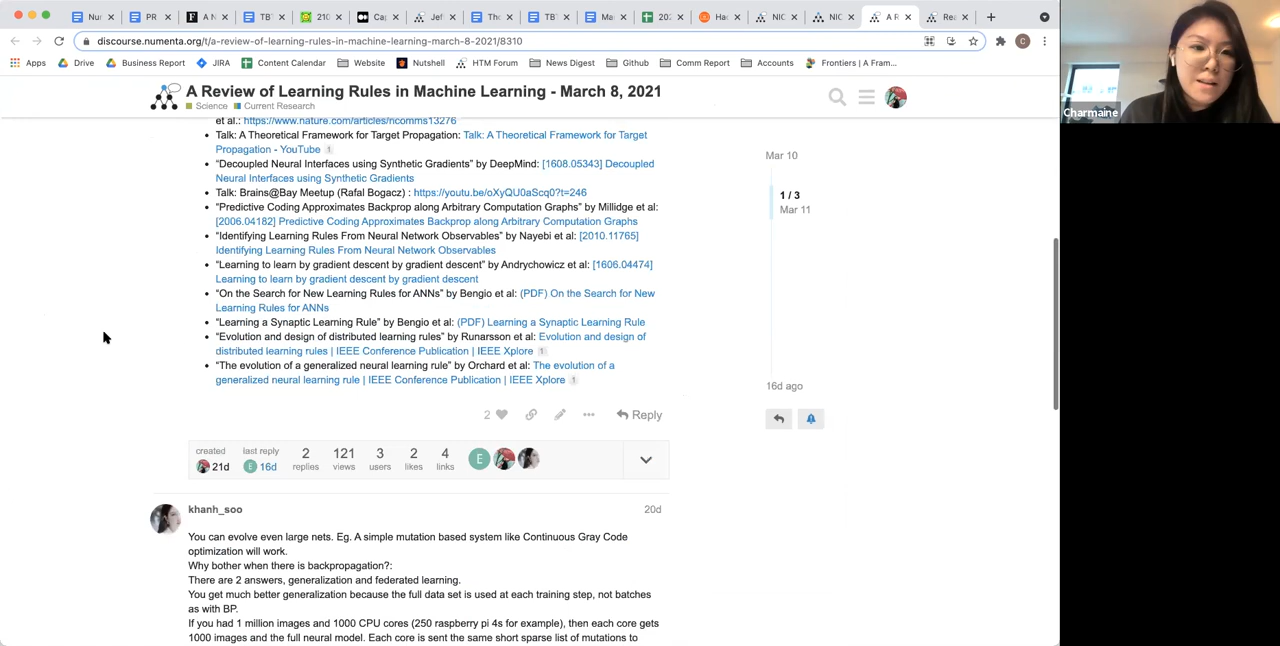 Nur
PR
A N
TBT
210
Cap
Jeff
Tho
TBT
Ma
202
Hac
NIC
NIC
A R
Rea
discourse.numenta.org/t/a-review-of-learning-rules-in-machine-learning-march-8-2021/8310
C
Apps Drive Business Report JIRA Content Calendar Website Nutshell HTM Forum News Digest Github Comm Report Accounts Frontiers | A Fram...
Charmaine
A Review of Learning Rules in Machine Learning - March 8, 2021
Science Current Research
et al.: https://www.nature.com/articles/ncomms13276
Talk: A Theoretical Framework for Target Propagation: Talk: A Theoretical Framework for Target
Propagation - YouTube 1
“Decoupled Neural Interfaces using Synthetic Gradients” by DeepMind: [1608.05343] Decoupled
Neural Interfaces using Synthetic Gradients
Talk: Brains@Bay Meetup (Rafal Bogacz) : https://youtu.be/oXyQU0aScq0?t=246
“Predictive Coding Approximates Backprop along Arbitrary Computation Graphs” by Millidge et al:
[2006.04182] Predictive Coding Approximates Backprop along Arbitrary Computation Graphs
“Identifying Learning Rules From Neural Network Observables” by Nayebi et al: [2010.11765]
Identifying Learning Rules From Neural Network Observables
“Learning to learn by gradient descent by gradient descent” by Andrychowicz et al: [1606.04474]
Learning to learn by gradient descent by gradient descent
“On the Search for New Learning Rules for ANNs” by Bengio et al: (PDF) On the Search for New
Learning Rules for ANNs
“Learning a Synaptic Learning Rule” by Bengio et al: (PDF) Learning a Synaptic Learning Rule
“Evolution and design of distributed learning rules” by Runarsson et al: Evolution and design of
distributed learning rules | IEEE Conference Publication | IEEE Xplore 1
“The evolution of a generalized neural learning rule” by Orchard et al: The evolution of a
generalized neural learning rule | IEEE Conference Publication | IEEE Xplore 1
Mar 10
1 / 3
Mar 11
16d ago
2 Reply
created last reply 2 121 3 2 4
21d E 16d replies views users likes links E
khanh_soo 20d
You can evolve even large nets. Eg. A simple mutation based system like Continuous Gray Code
optimization will work.
Why bother when there is backpropagation?:
There are 2 answers, generalization and federated learning.
You get much better generalization because the full data set is used at each training step, not batches
as with BP.
If you had 1 million images and 1000 CPU cores (250 raspberry pi 4s for example), then each core gets
1000 images and the full neural model. Each core is sent the same short sparse list of mutations to